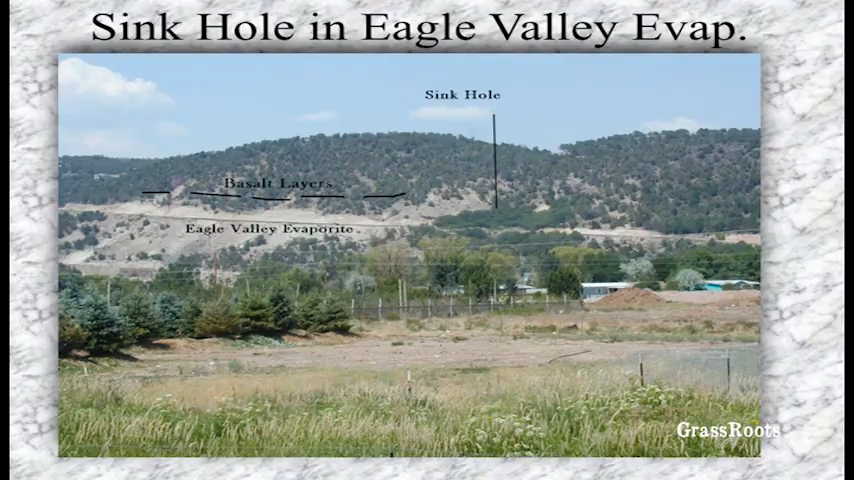 Sink Hole in Eagle Valley Evap.
Sink Hole
Basalt Layers
Eagle Valley Evaporite
GrassRoots